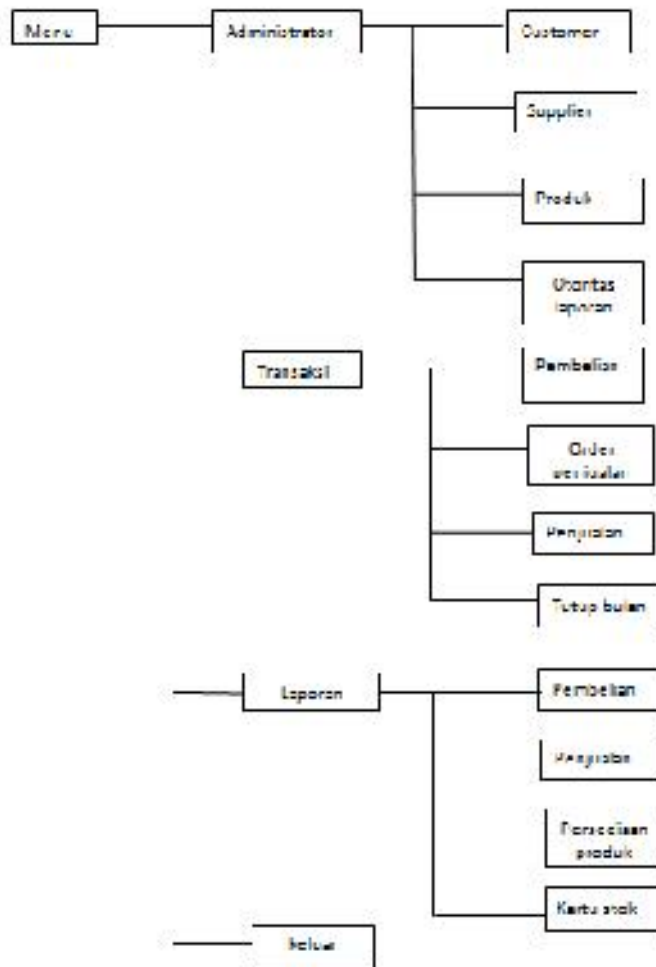 Menu
Administrator
Customer
Supplier
Produk
Otoritas
laporan
Transaksi
Pembelian
Order
penjualan
Penjualan
Tutup bulan
Laporan
Pembelian
Penjualan
Persediaan
produk
Kartu stok
Keluar